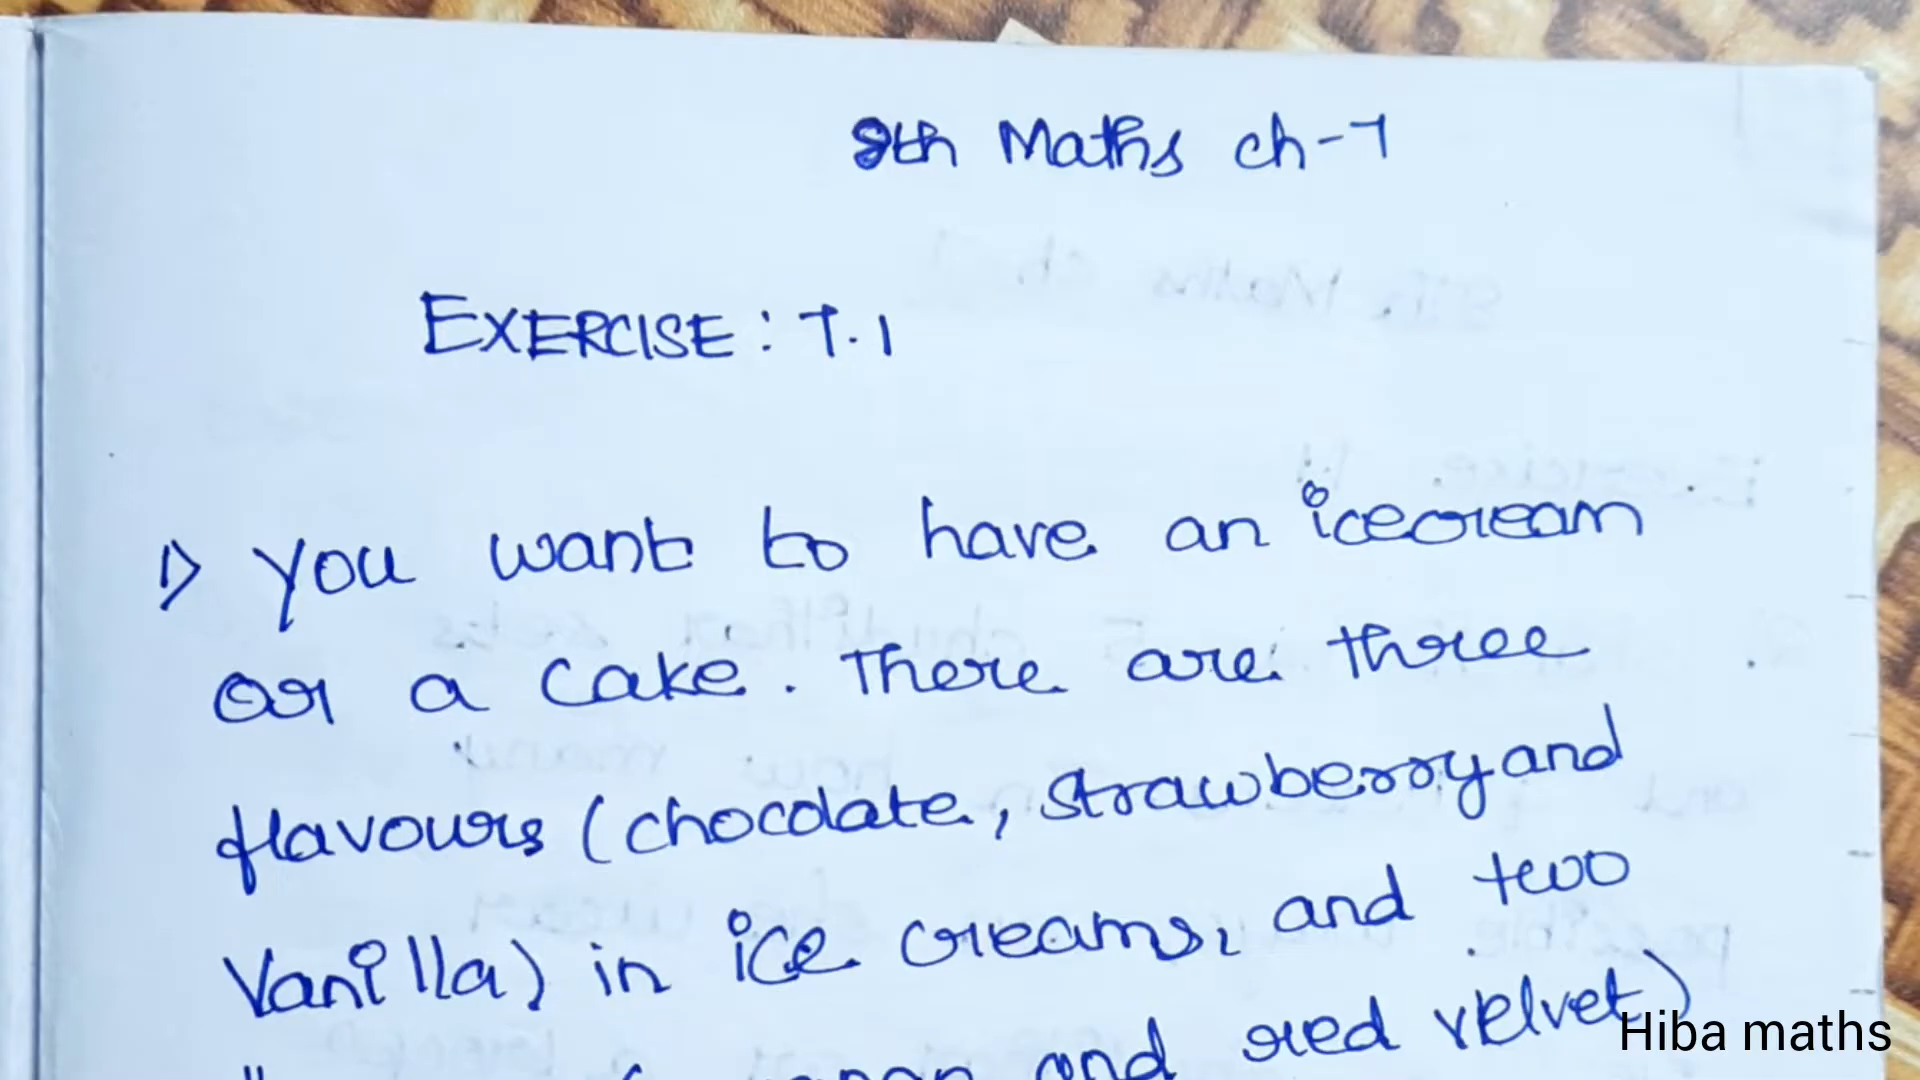 8th Maths ch-7
EXERCISE: 7.1
1) You want to have an icecream
or a cake. There are three
flavours (chocolate, strawberry and
Vanilla) in ice creams, and two
and red velvet)
Hiba maths